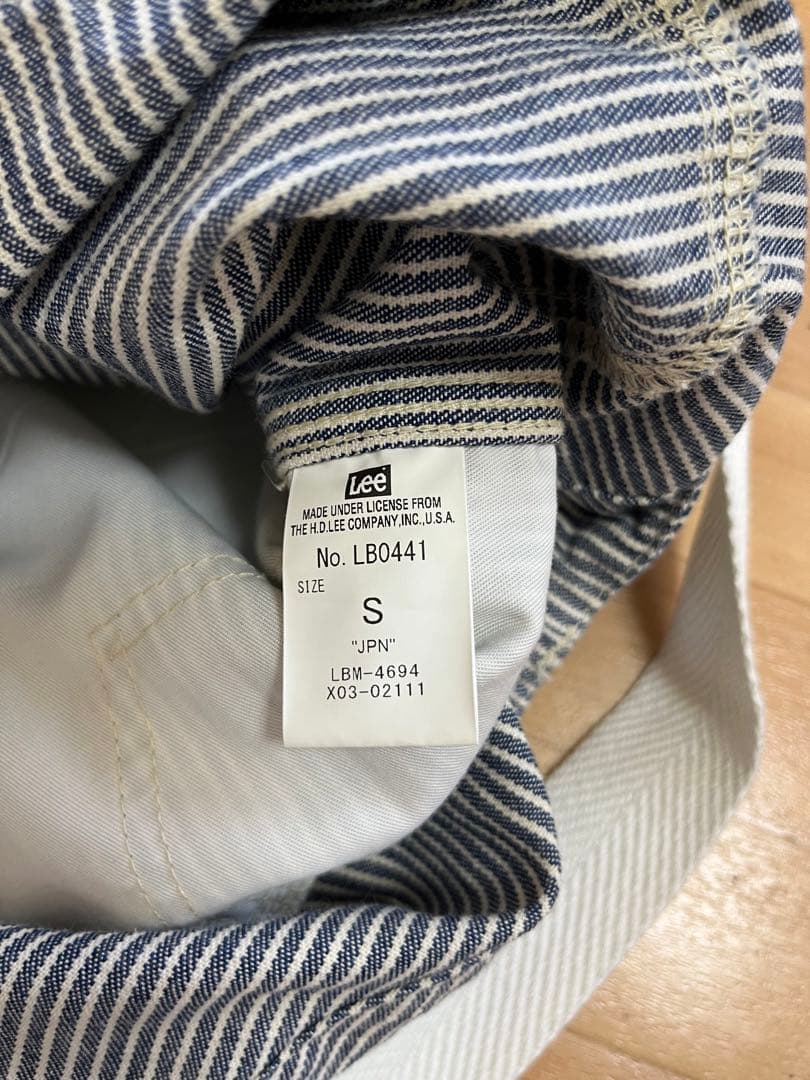 Lee
MADE UNDER LICENSE FROM
THE H.D.LEE COMPANY,INC.,U.S.A.
No. LB0441
SIZE
S
"JPN"
LBM-4694
X03-02111